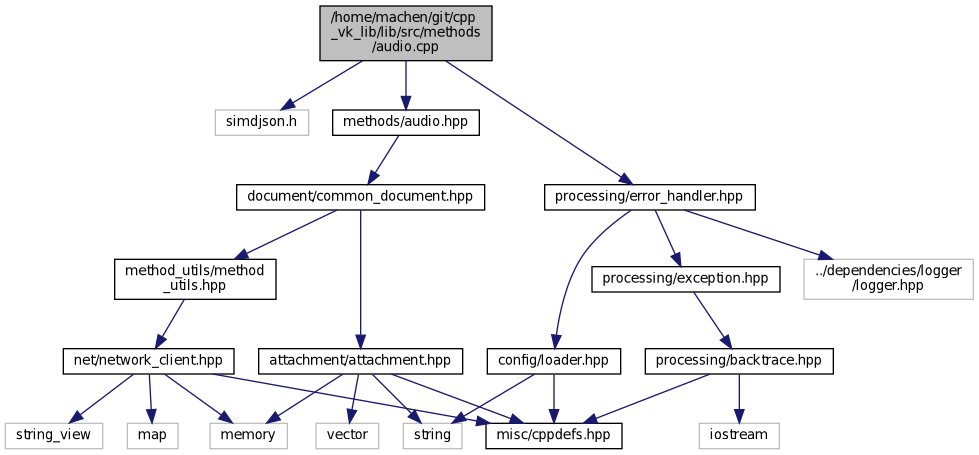 /home/machen/git/cpp
_vk_lib/lib/src/methods
/audio.cpp
simdjson.h
methods/audio.hpp
document/common_document.hpp
processing/error_handler.hpp
method_utils/method
_utils.hpp
processing/exception.hpp
../dependencies/logger
/logger.hpp
net/network_client.hpp
attachment/attachment.hpp
config/loader.hpp
processing/backtrace.hpp
string_view
map
memory
vector
string
misc/cppdefs.hpp
iostream